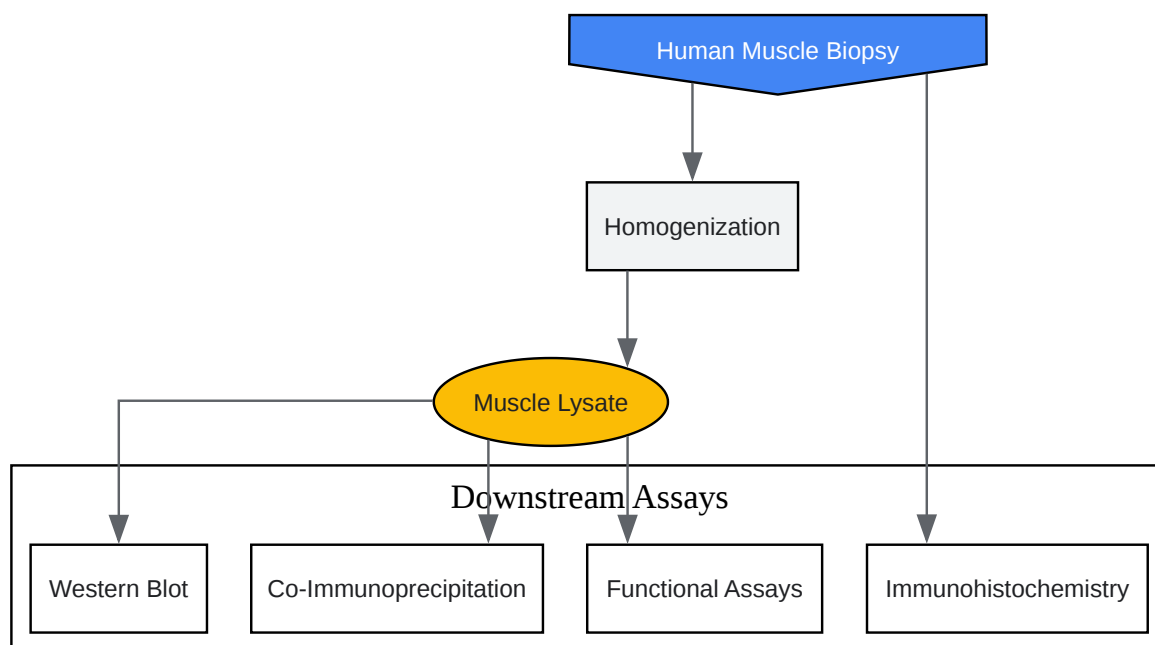 Human Muscle Biopsy
Homogenization
Muscle Lysate
Downstream Assays
Western Blot
Co-Immunoprecipitation
Functional Assays
Immunohistochemistry